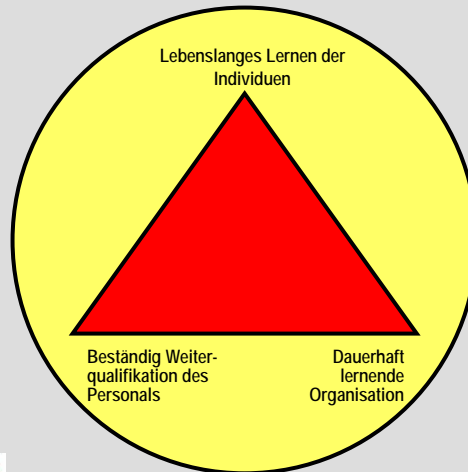 Lebenslanges Lernen der
Individuen
Beständig Weiter-
qualifikation des
Personals
Dauerhaft
lernende
Organisation